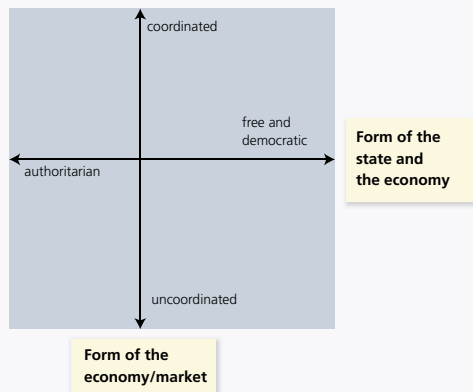 coordinated
free and
democratic
authoritarian
Form of the
state and
the economy
uncoordinated
Form of the
economy/market